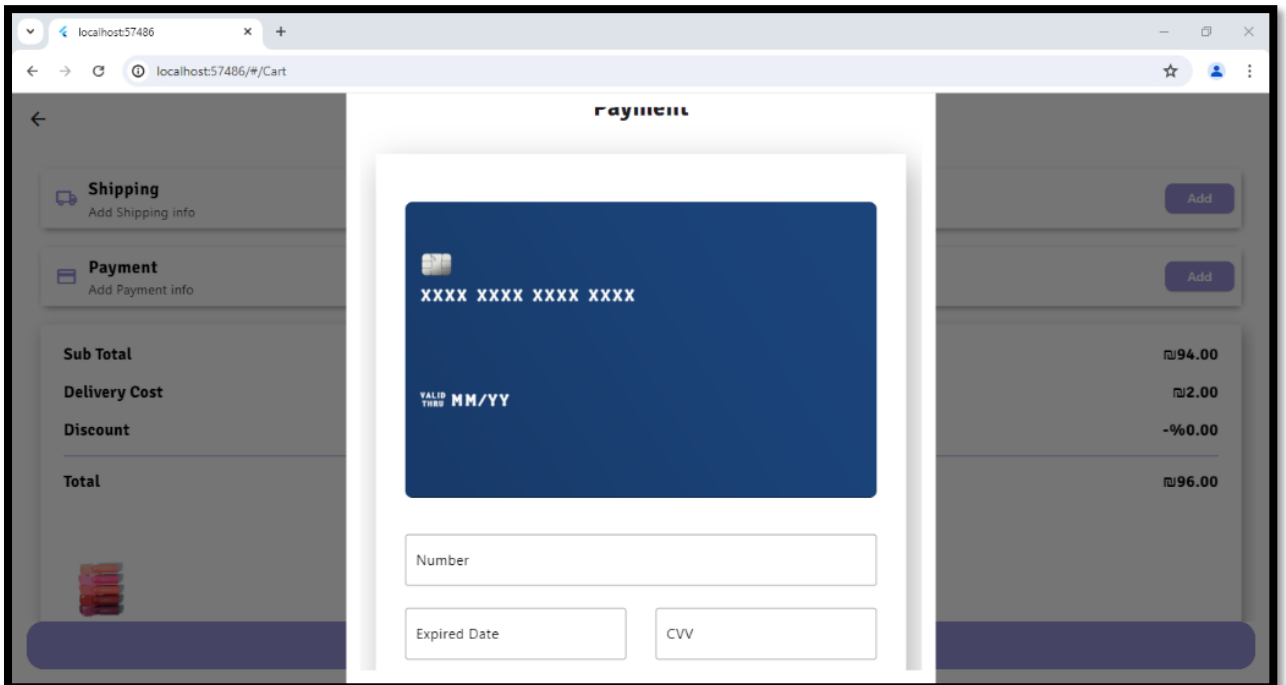 localhost:57486
localhost:57486/#/Cart
Payment
Shipping
Add Shipping info
Add
Payment
Add Payment info
Add
XXXX XXXX XXXX XXXX
VALID THRU MM/YY
Sub Total ₪94.00
Delivery Cost ₪2.00
Discount -%0.00
Total ₪96.00
Number
Expired Date CVV